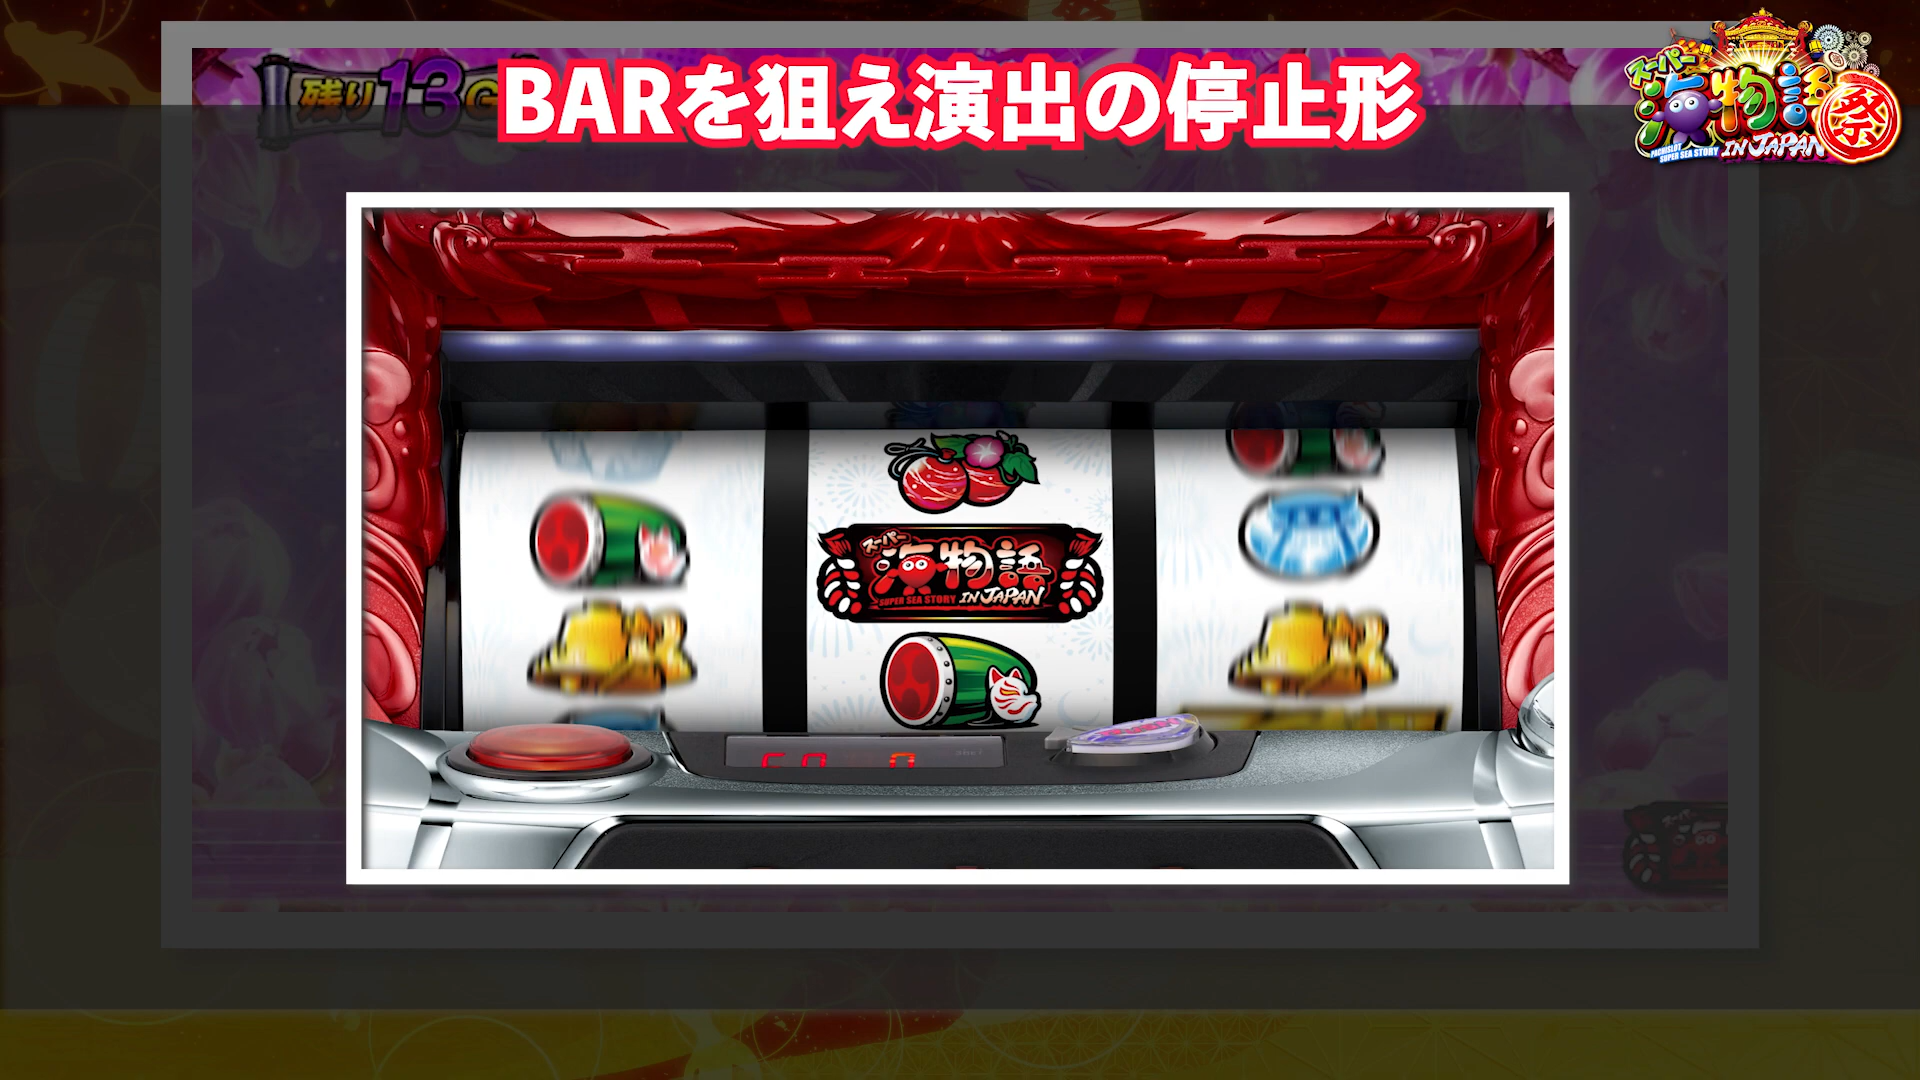 残り13G
BARを狙え演出の停止形
スーパー
海物語
PACHISLOT
SUPER SEA STORY
IN JAPAN
祭
スーパー
海物語
SUPER SEA STORY IN JAPAN